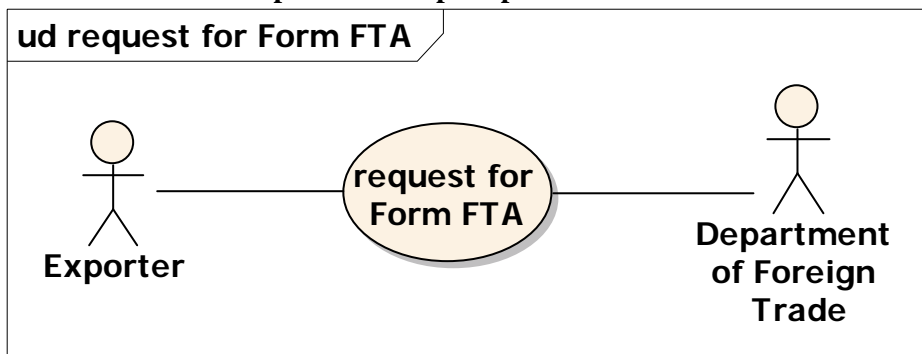 ud request for Form FTA
request for
Form FTA
Exporter
Department
of Foreign
Trade